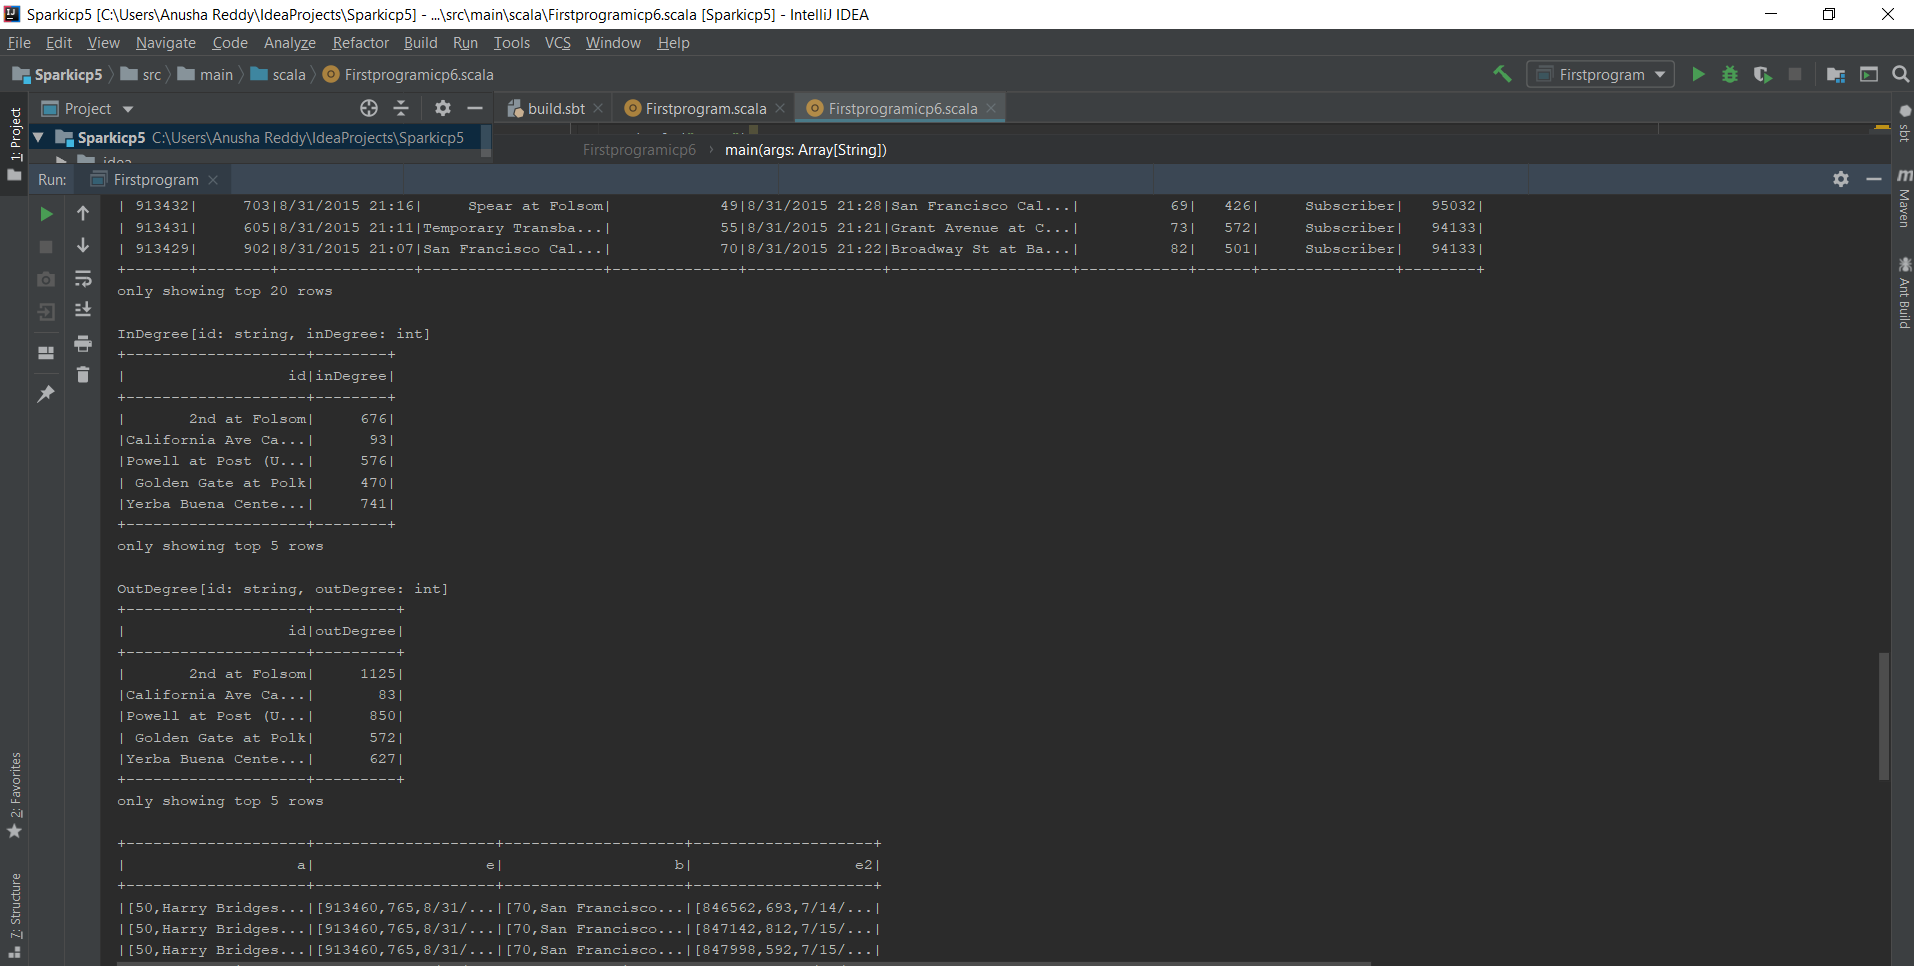 Sparkicp5 [C:\Users\Anusha Reddy\IdeaProjects\Sparkicp5] - ...\src\main\scala\Firstprogramicp6.scala [Sparkicp5] - IntelliJ IDEA
File Edit View Navigate Code Analyze Refactor Build Run Tools VCS Window Help
Sparkicp5 src main scala Firstprogramicp6.scala Firstprogram
Project build.sbt Firstprogram.scala Firstprogramicp6.scala
Sparkicp5 C:\Users\Anusha Reddy\IdeaProjects\Sparkicp5
Firstprogramicp6 › main(args: Array[String])
1: Project
sbt
Maven
Ant Build
2: Favorites
7: Structure
Run: Firstprogram
| 913432|     703|8/31/2015 21:16|     Spear at Folsom|            49|8/31/2015 21:28|San Francisco Cal...|          69|   426|     Subscriber|   95032|
| 913431|     605|8/31/2015 21:11|Temporary Transba...|            55|8/31/2015 21:21|Grant Avenue at C...|          73|   572|     Subscriber|   94133|
| 913429|     902|8/31/2015 21:07|San Francisco Cal...|            70|8/31/2015 21:22|Broadway St at Ba...|          82|   501|     Subscriber|   94133|
+-------+--------+---------------+--------------------+--------------+---------------+--------------------+------------+------+---------------+--------+
only showing top 20 rows
InDegree[id: string, inDegree: int]
+--------------------+--------+
|                  id|inDegree|
+--------------------+--------+
|       2nd at Folsom|     676|
|California Ave Ca...|      93|
|Powell at Post (U...|     576|
| Golden Gate at Polk|     470|
|Yerba Buena Cente...|     741|
+--------------------+--------+
only showing top 5 rows
OutDegree[id: string, outDegree: int]
+--------------------+---------+
|                  id|outDegree|
+--------------------+---------+
|       2nd at Folsom|     1125|
|California Ave Ca...|       83|
|Powell at Post (U...|      850|
| Golden Gate at Polk|      572|
|Yerba Buena Cente...|      627|
+--------------------+---------+
only showing top 5 rows
+--------------------+--------------------+--------------------+--------------------+
|                   a|                   e|                   b|                  e2|
+--------------------+--------------------+--------------------+--------------------+
|[50,Harry Bridges...|[913460,765,8/31/...|[70,San Francisco...|[846562,693,7/14/...|
|[50,Harry Bridges...|[913460,765,8/31/...|[70,San Francisco...|[847142,812,7/15/...|
|[50,Harry Bridges...|[913460,765,8/31/...|[70,San Francisco...|[847998,592,7/15/...|